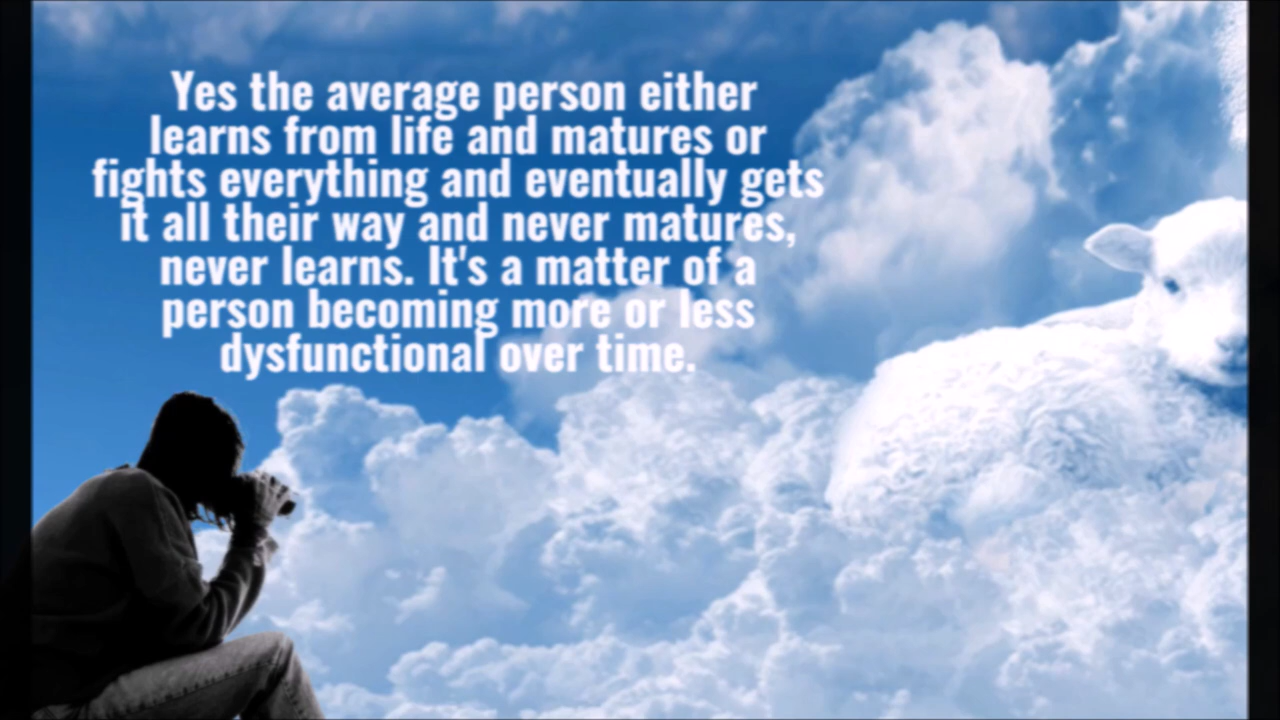 Yes the average person either
learns from life and matures or
fights everything and eventually gets
it all their way and never matures,
never learns. It's a matter of a
person becoming more or less
dysfunctional over time.